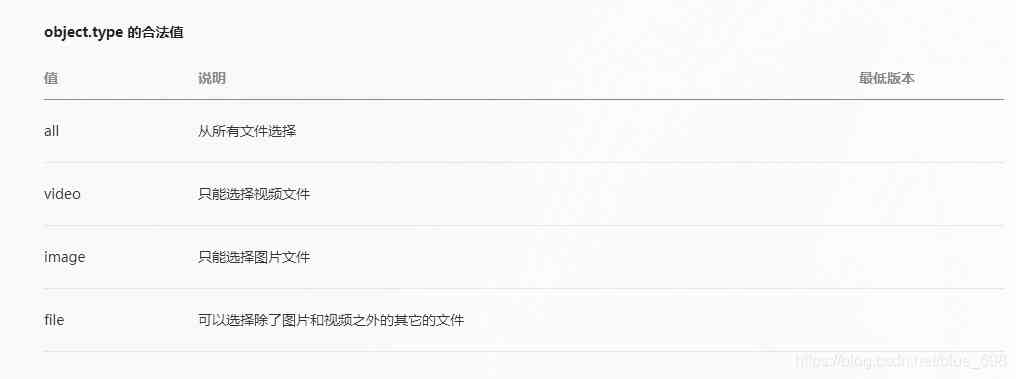 object.type 的合法值
值 说明 最低版本
all 从所有文件选择
video 只能选择视频文件
image 只能选择图片文件
file 可以选择除了图片和视频之外的其它的文件
https://blog.csdn.net/blue_698